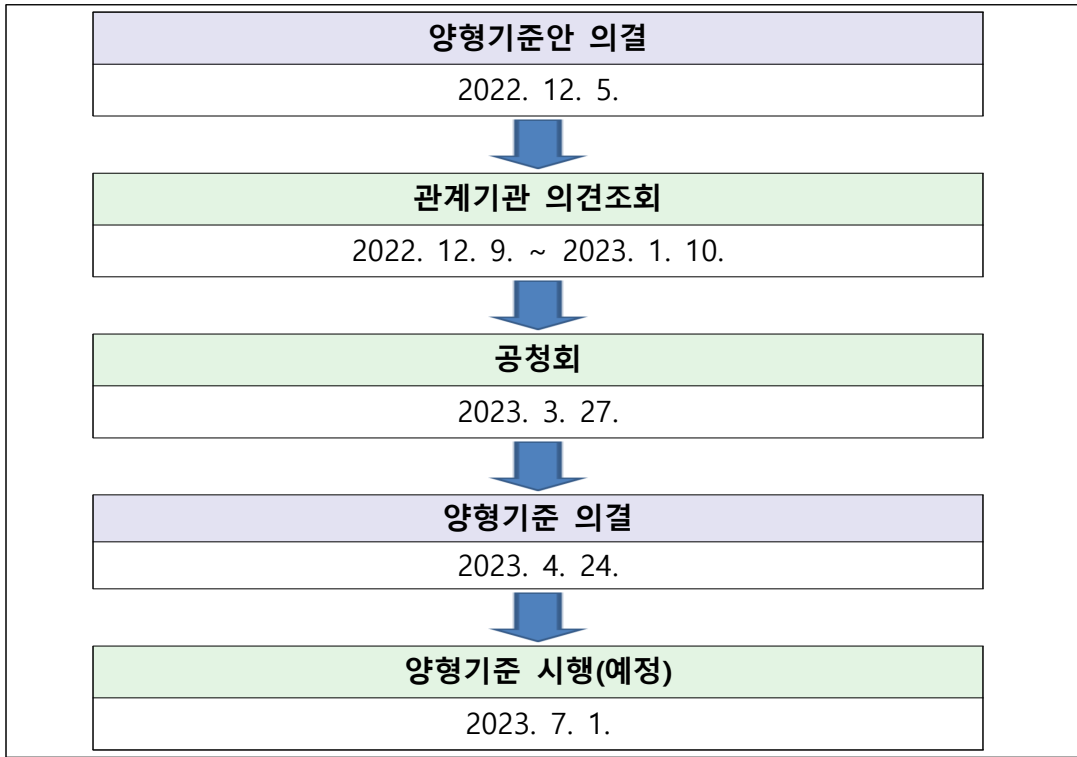 양형기준안 의결
2022. 12. 5.
관계기관 의견조회
2022. 12. 9. ~ 2023. 1. 10.
공청회
2023. 3. 27.
양형기준 의결
2023. 4. 24.
양형기준 시행(예정)
2023. 7. 1.